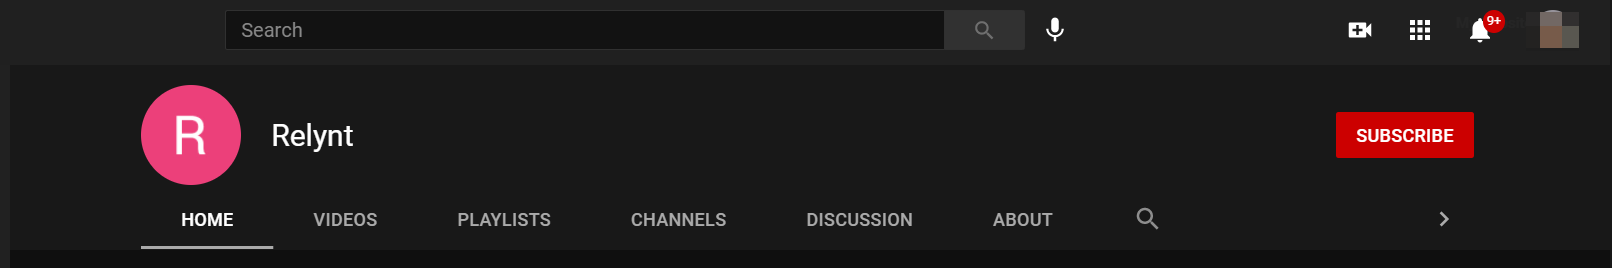 Search
9+
R
Relynt
SUBSCRIBE
HOME VIDEOS PLAYLISTS CHANNELS DISCUSSION ABOUT